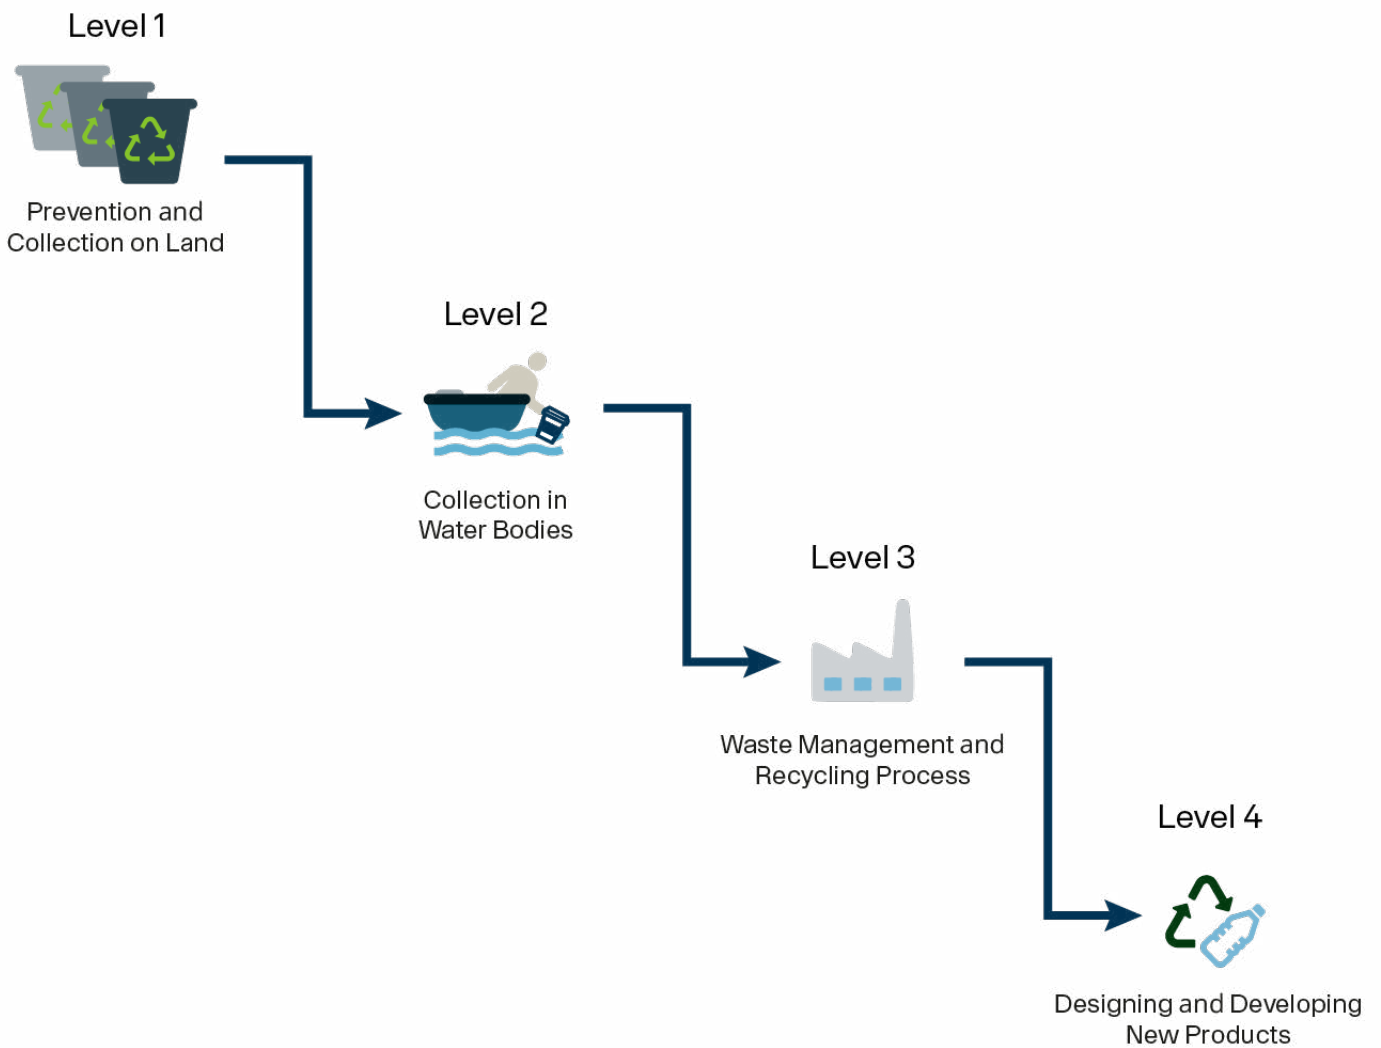 Level 1
Prevention and
Collection on Land
Level 2
Collection in
Water Bodies
Level 3
Waste Management and
Recycling Process
Level 4
Designing and Developing
New Products